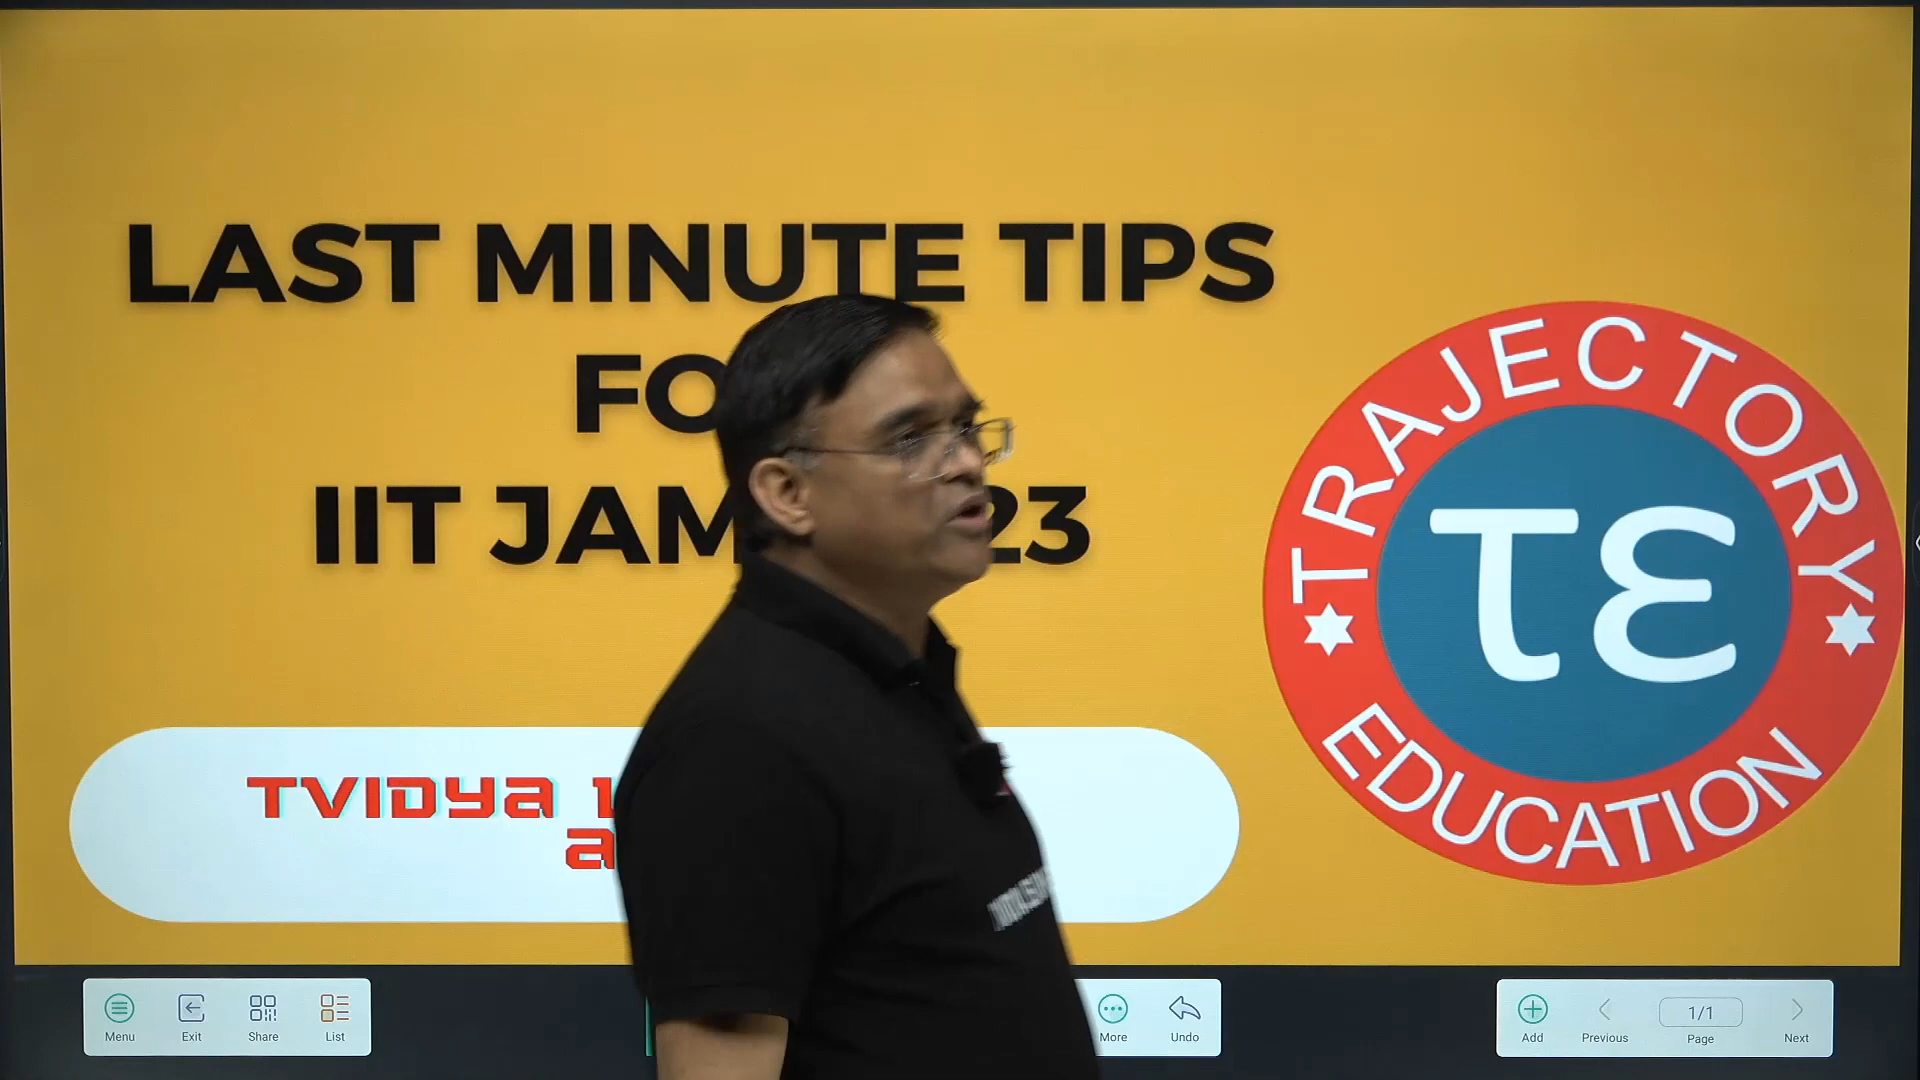 LAST MINUTE TIPS
FO
IIT JAM 23
TVIDYA
TRAJECTORY
τε
EDUCATION
Menu
Exit
Share
List
More
Undo
Add
Previous
1/1
Page
Next